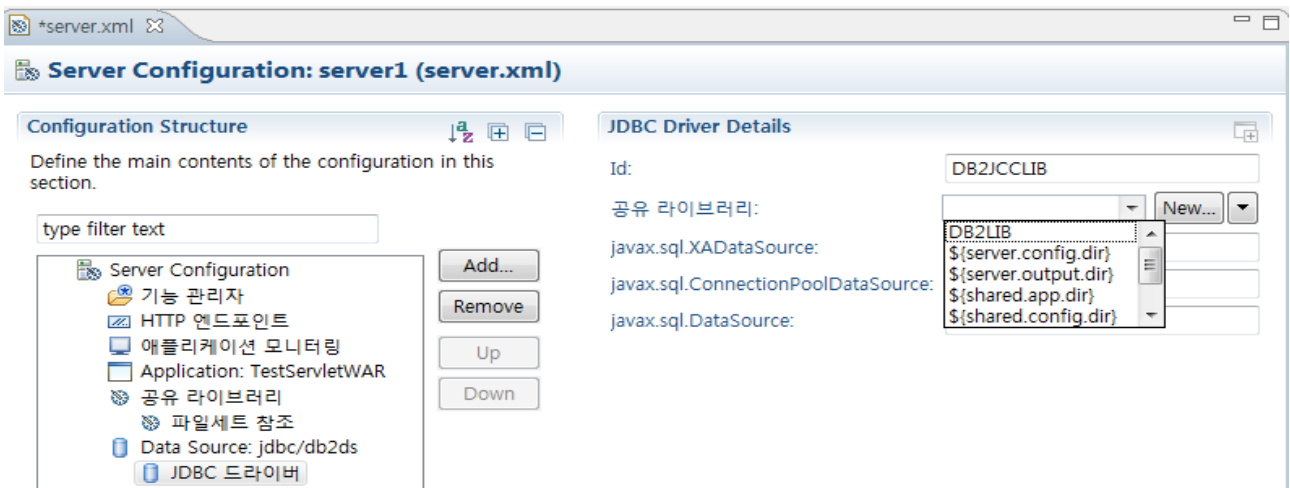 *server.xml
Server Configuration: server1 (server.xml)
Configuration Structure
Define the main contents of the configuration in this
section.
type filter text
Server Configuration
기능 관리자
HTTP 엔드포인트
애플리케이션 모니터링
Application: TestServletWAR
공유 라이브러리
파일세트 참조
Data Source: jdbc/db2ds
JDBC 드라이버
Add...
Remove
Up
Down
JDBC Driver Details
Id:
DB2JCCLIB
공유 라이브러리:
New...
DB2LIB
${server.config.dir}
${server.output.dir}
${shared.app.dir}
${shared.config.dir}
javax.sql.XADataSource:
javax.sql.ConnectionPoolDataSource:
javax.sql.DataSource: